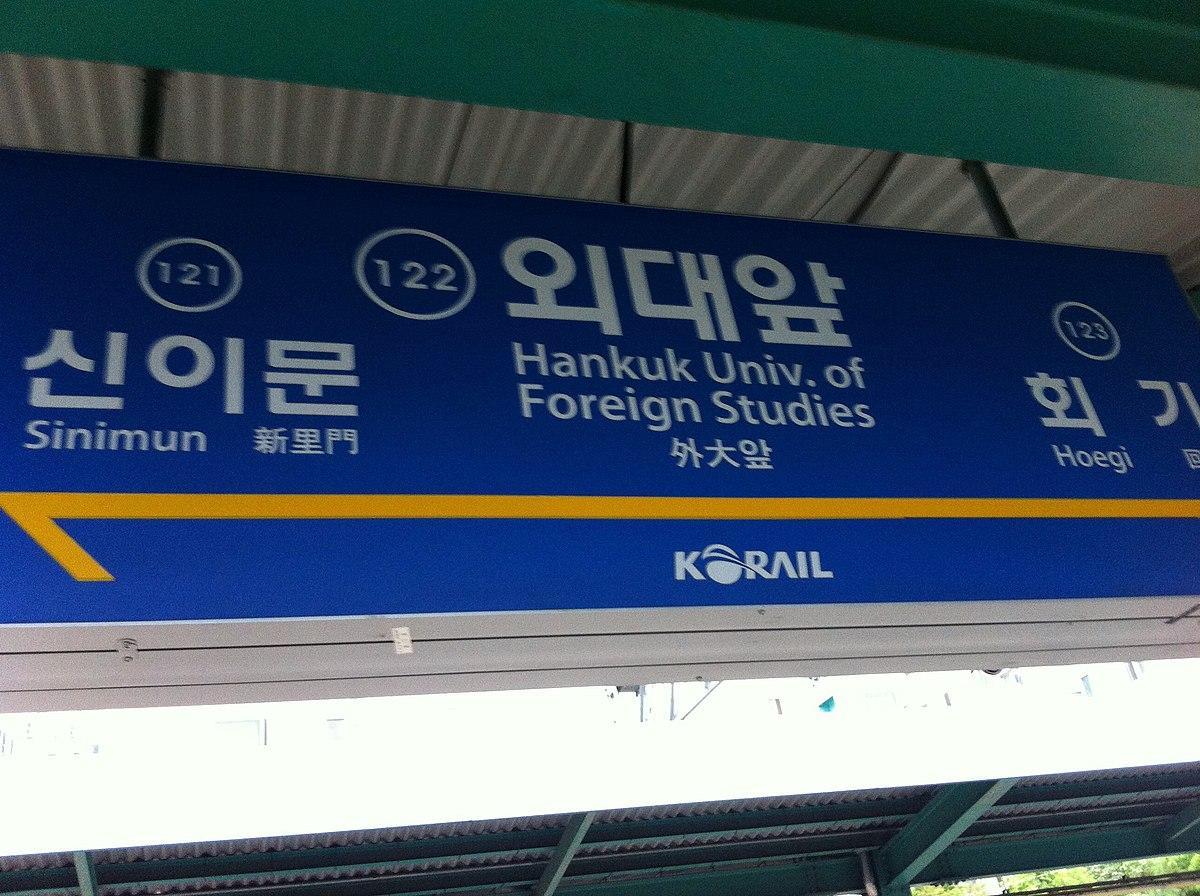 121
신이문
Sinimun 新里門
122 외대앞
Hankuk Univ. of
Foreign Studies
外大앞
123
회기
Hoegi
KORAIL